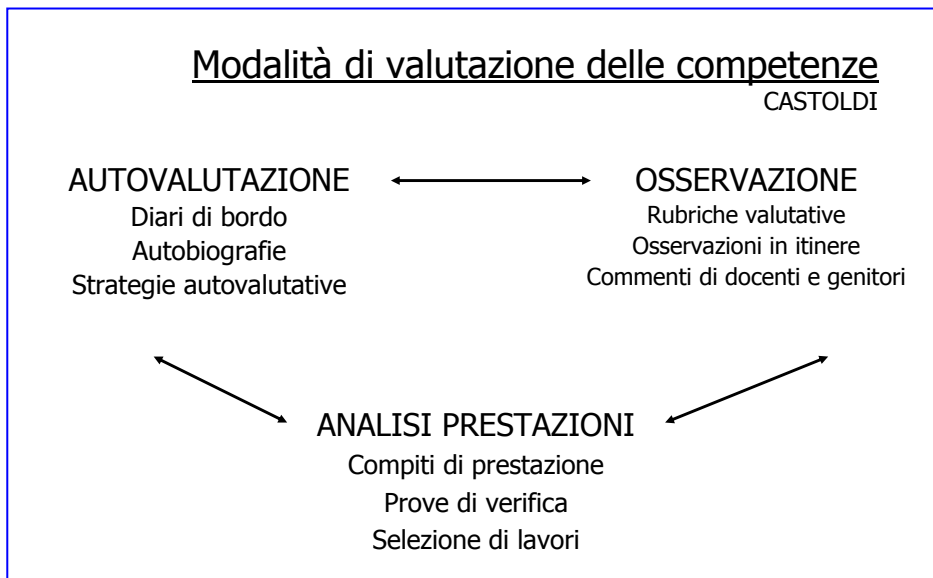 Modalità di valutazione delle competenze
CASTOLDI
AUTOVALUTAZIONE
Diari di bordo
Autobiografie
Strategie autovalutative
OSSERVAZIONE
Rubriche valutative
Osservazioni in itinere
Commenti di docenti e genitori
ANALISI PRESTAZIONI
Compiti di prestazione
Prove di verifica
Selezione di lavori